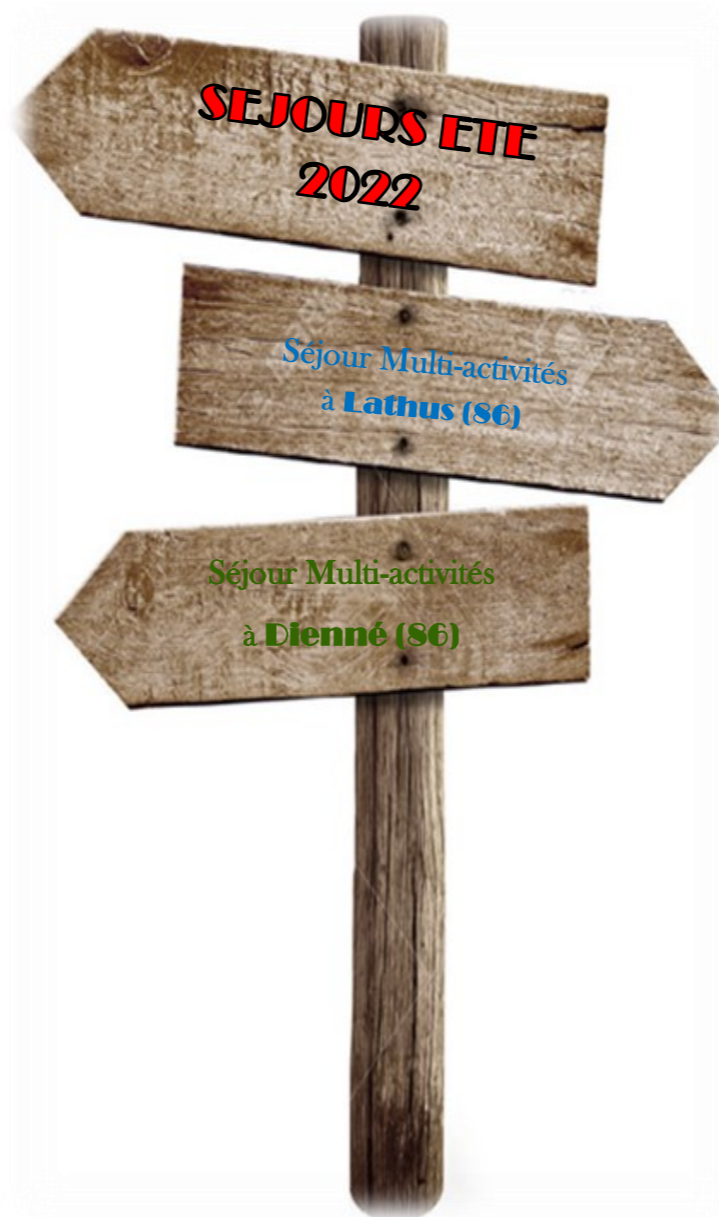 SEJOURS ETE
2022
Séjour Multi-activités
à Lathus (86)
Séjour Multi-activités
à Dienné (86)